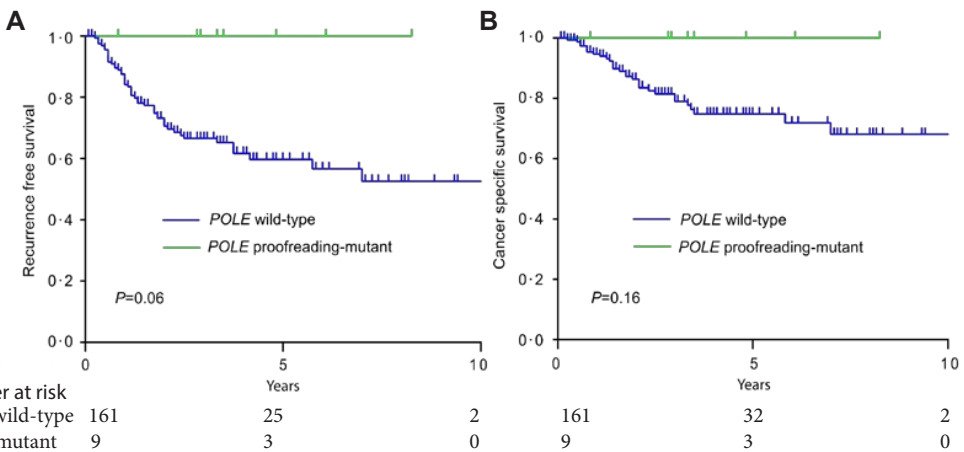 A
B
1·0
0·8
0·6
0·4
0·2
0·0
Recurrence free survival
POLE wild-type
POLE proofreading-mutant
P=0.06
0 5 10
Years
1·0
0·8
0·6
0·4
0·2
0·0
Cancer specific survival
POLE wild-type
POLE proofreading-mutant
P=0.16
0 5 10
Years
at risk
wild-type 161 25 2 161 32 2
mutant 9 3 0 9 3 0